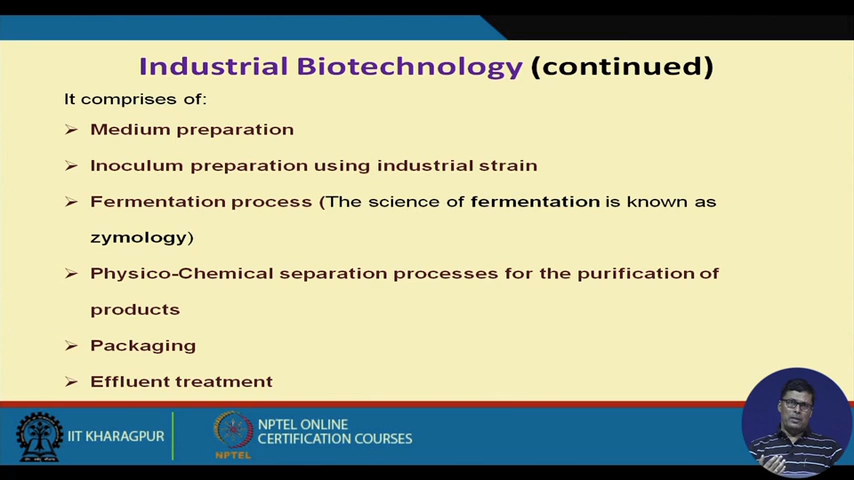 Industrial Biotechnology (continued)
It comprises of:
➢ Medium preparation
➢ Inoculum preparation using industrial strain
➢ Fermentation process (The science of fermentation is known as
zymology)
➢ Physico-Chemical separation processes for the purification of
products
➢ Packaging
➢ Effluent treatment
IIT KHARAGPUR
NPTEL
NPTEL ONLINE
CERTIFICATION COURSES